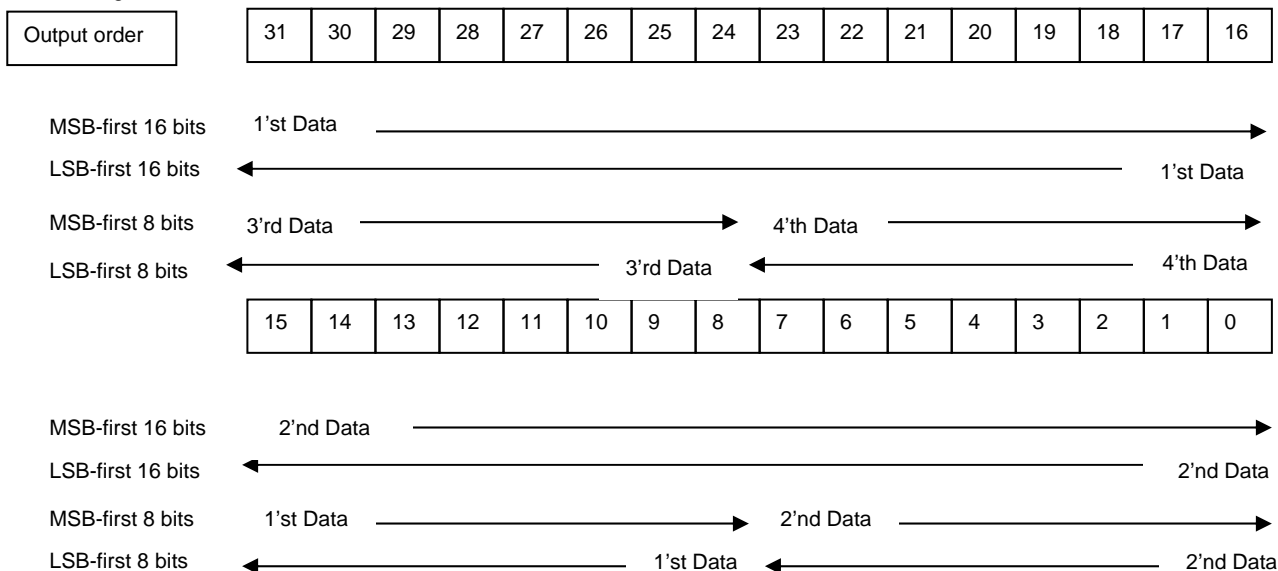 Output order 31 30 29 28 27 26 25 24 23 22 21 20 19 18 17 16
MSB-first 16 bits 1'st Data
LSB-first 16 bits 1'st Data
MSB-first 8 bits 3'rd Data 4'th Data
LSB-first 8 bits 3'rd Data 4'th Data
15 14 13 12 11 10 9 8 7 6 5 4 3 2 1 0
MSB-first 16 bits 2'nd Data
LSB-first 16 bits 2'nd Data
MSB-first 8 bits 1'st Data 2'nd Data
LSB-first 8 bits 1'st Data 2'nd Data